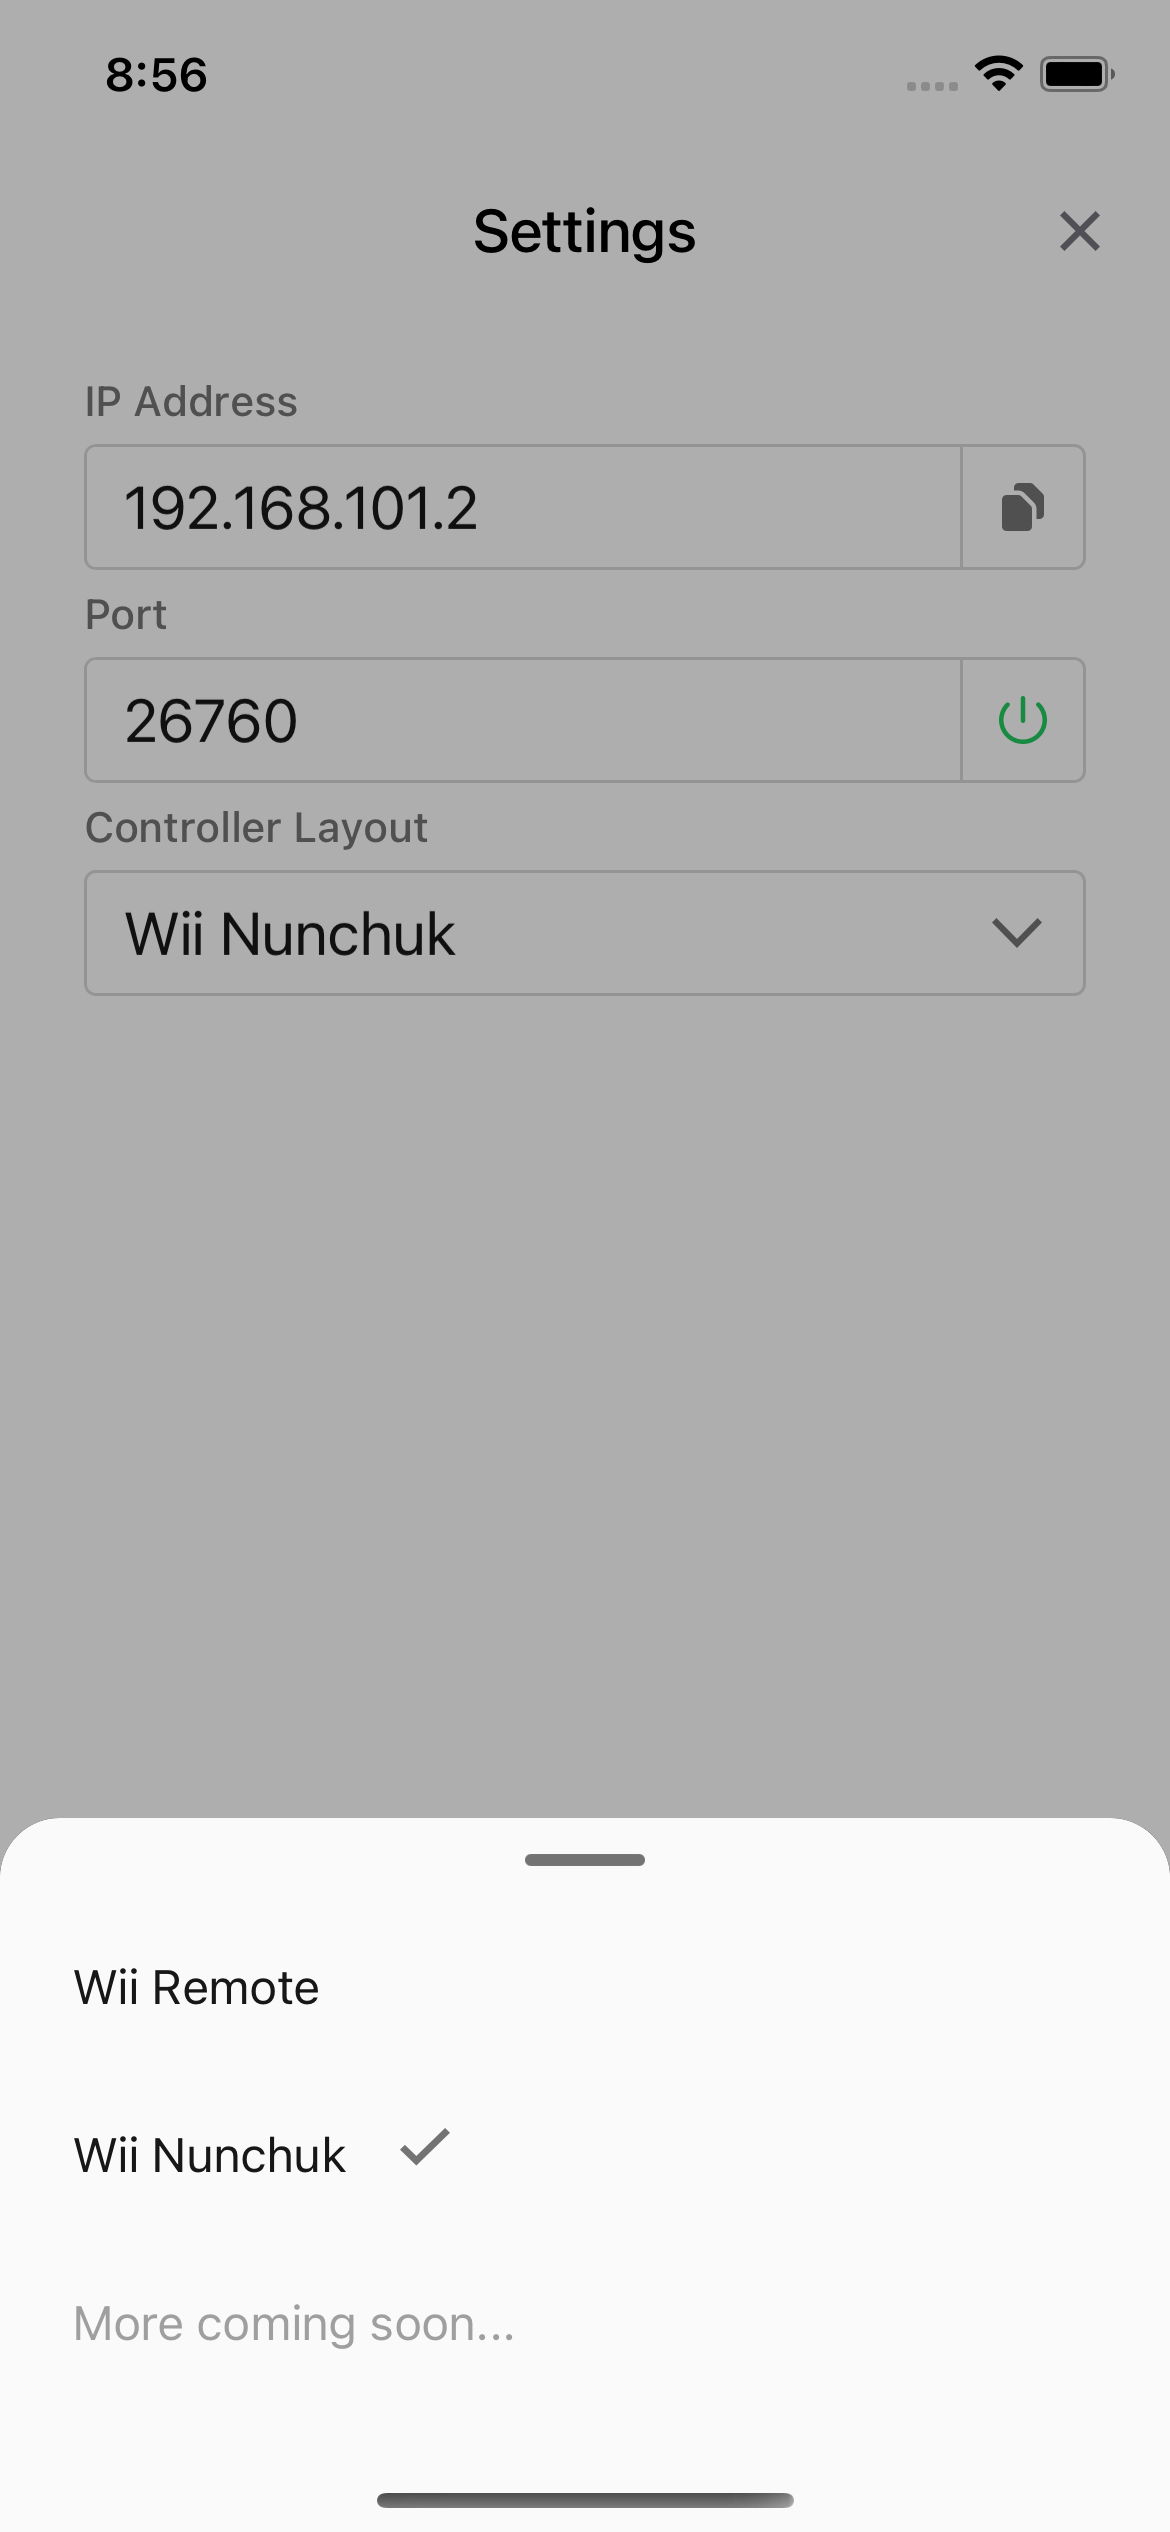 8:56
Settings
IP Address
192.168.101.2
Port
26760
Controller Layout
Wii Nunchuk
Wii Remote
Wii Nunchuk
More coming soon...